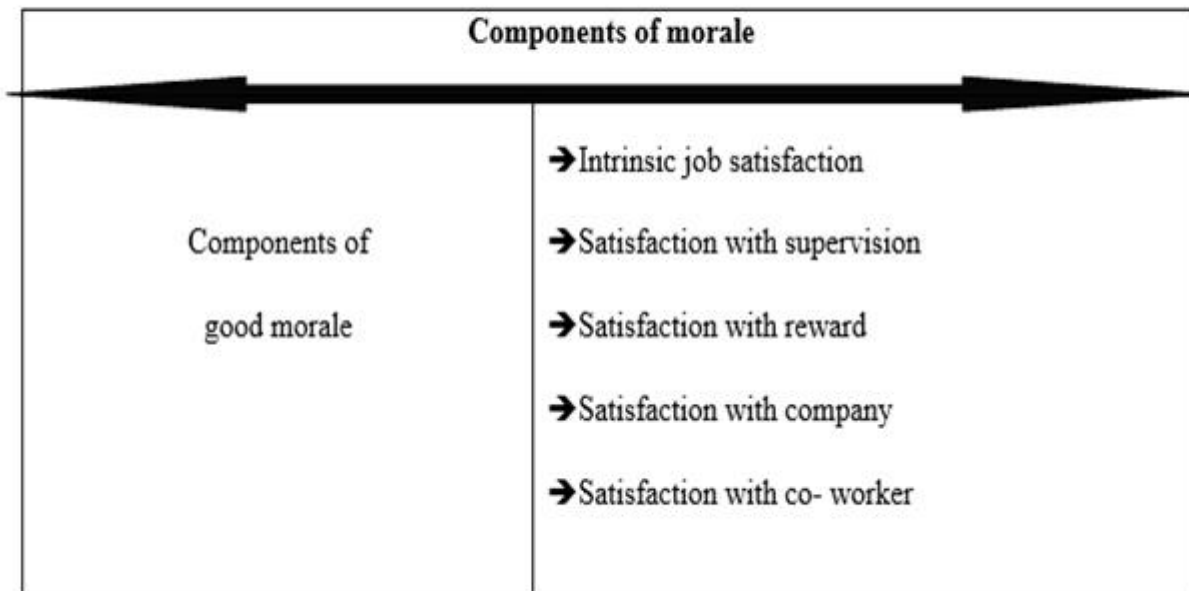 Components of morale
Components of
good morale
➔Intrinsic job satisfaction
➔Satisfaction with supervision
➔Satisfaction with reward
➔Satisfaction with company
➔Satisfaction with co- worker